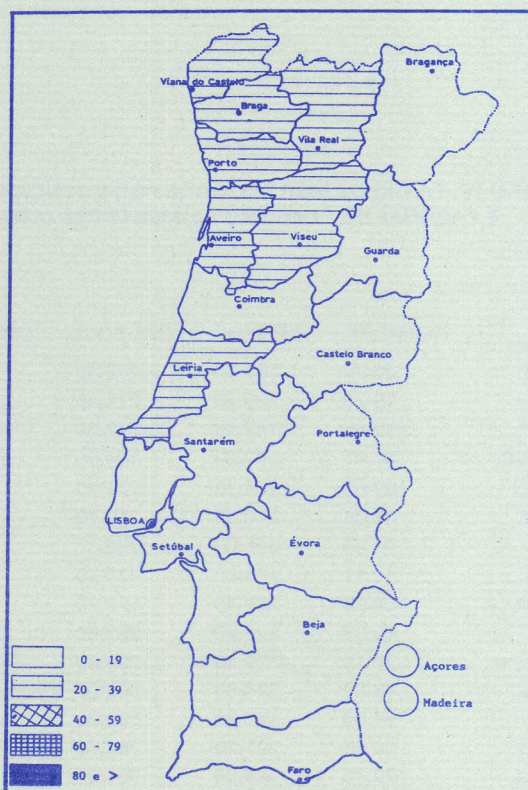 Bragança
Viana do Castelo
Braga
Vila Real
Porto
Aveiro
Viseu
Guarda
Coimbra
Castelo Branco
Leiria
Santarém
Portalegre
LISBOA
Setúbal
Évora
Beja
Faro
Açores
Madeira
0 - 19
20 - 39
40 - 59
60 - 79
80 e >